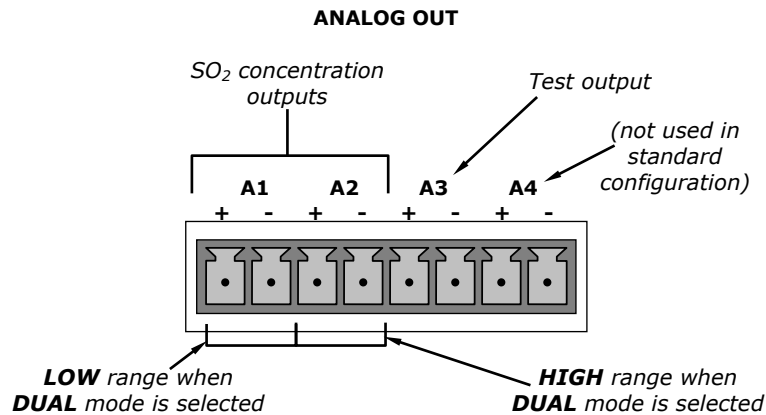 ANALOG OUT
SO₂ concentration
outputs
Test output
(not used in
standard
configuration)
A1 A2 A3 A4
+ - + - + - + -
LOW range when
DUAL mode is selected
HIGH range when
DUAL mode is selected